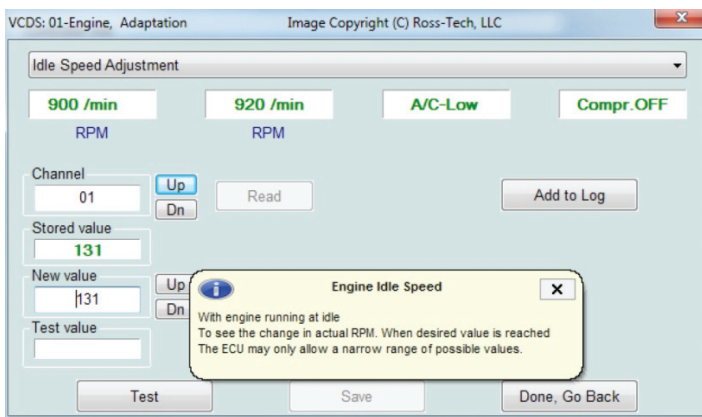 VCDS: 01-Engine, Adaptation Image Copyright (C) Ross-Tech, LLC X
Idle Speed Adjustment
900 /min 920 /min A/C-Low Compr.OFF
RPM RPM
Channel
01 Up Read Add to Log
Dn
Stored value
131
New value
131 Up
Dn
Engine Idle Speed X
With engine running at idle
To see the change in actual RPM. When desired value is reached
The ECU may only allow a narrow range of possible values.
Test value
Test Save Done, Go Back